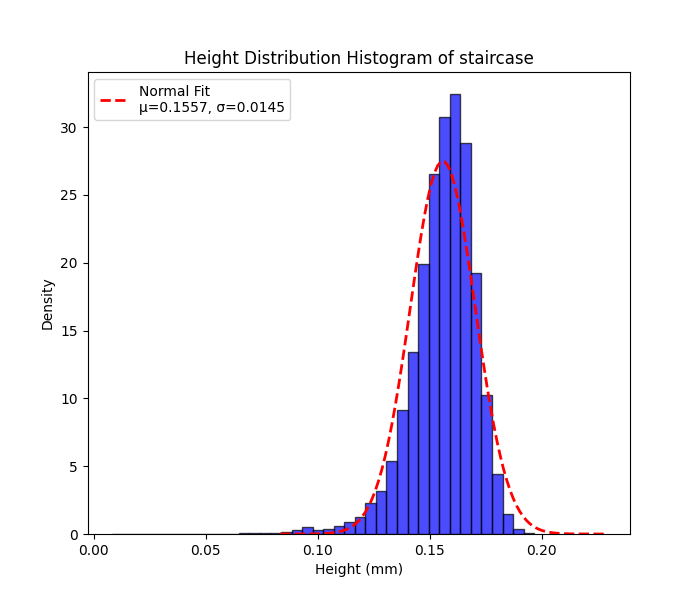 Height Distribution Histogram of staircase
Normal Fit
μ=0.1557, σ=0.0145
Density
30
25
20
15
10
5
0
0.00 0.05 0.10 0.15 0.20
Height (mm)